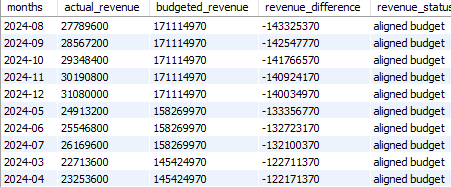 months actual_revenue budgeted_revenue revenue_difference revenue_status
2024-08 27789600 171114970 -143325370 aligned budget
2024-09 28567200 171114970 -142547770 aligned budget
2024-10 29348400 171114970 -141766570 aligned budget
2024-11 30190800 171114970 -140924170 aligned budget
2024-12 31080000 171114970 -140034970 aligned budget
2024-05 24913200 158269970 -133356770 aligned budget
2024-06 25546800 158269970 -132723170 aligned budget
2024-07 26169600 158269970 -132100370 aligned budget
2024-03 22713600 145424970 -122711370 aligned budget
2024-04 23253600 145424970 -122171370 aligned budget